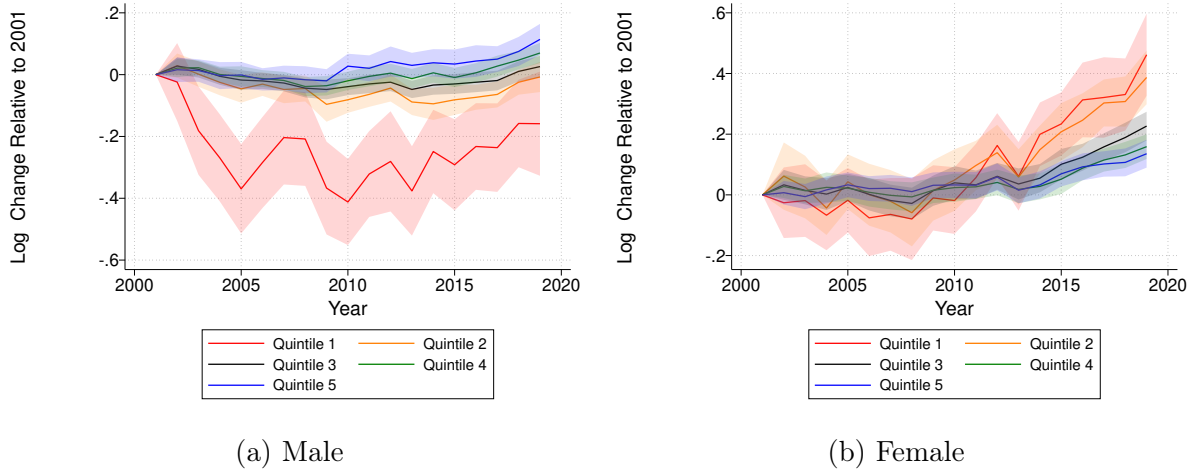 Log Change Relative to 2001
.2
0
-.2
-.4
-.6
2000 2005 2010 2015 2020
Year
Quintile 1 Quintile 2
Quintile 3 Quintile 4
Quintile 5
(a) Male
Log Change Relative to 2001
.6
.4
.2
0
-.2
2000 2005 2010 2015 2020
Year
Quintile 1 Quintile 2
Quintile 3 Quintile 4
Quintile 5
(b) Female